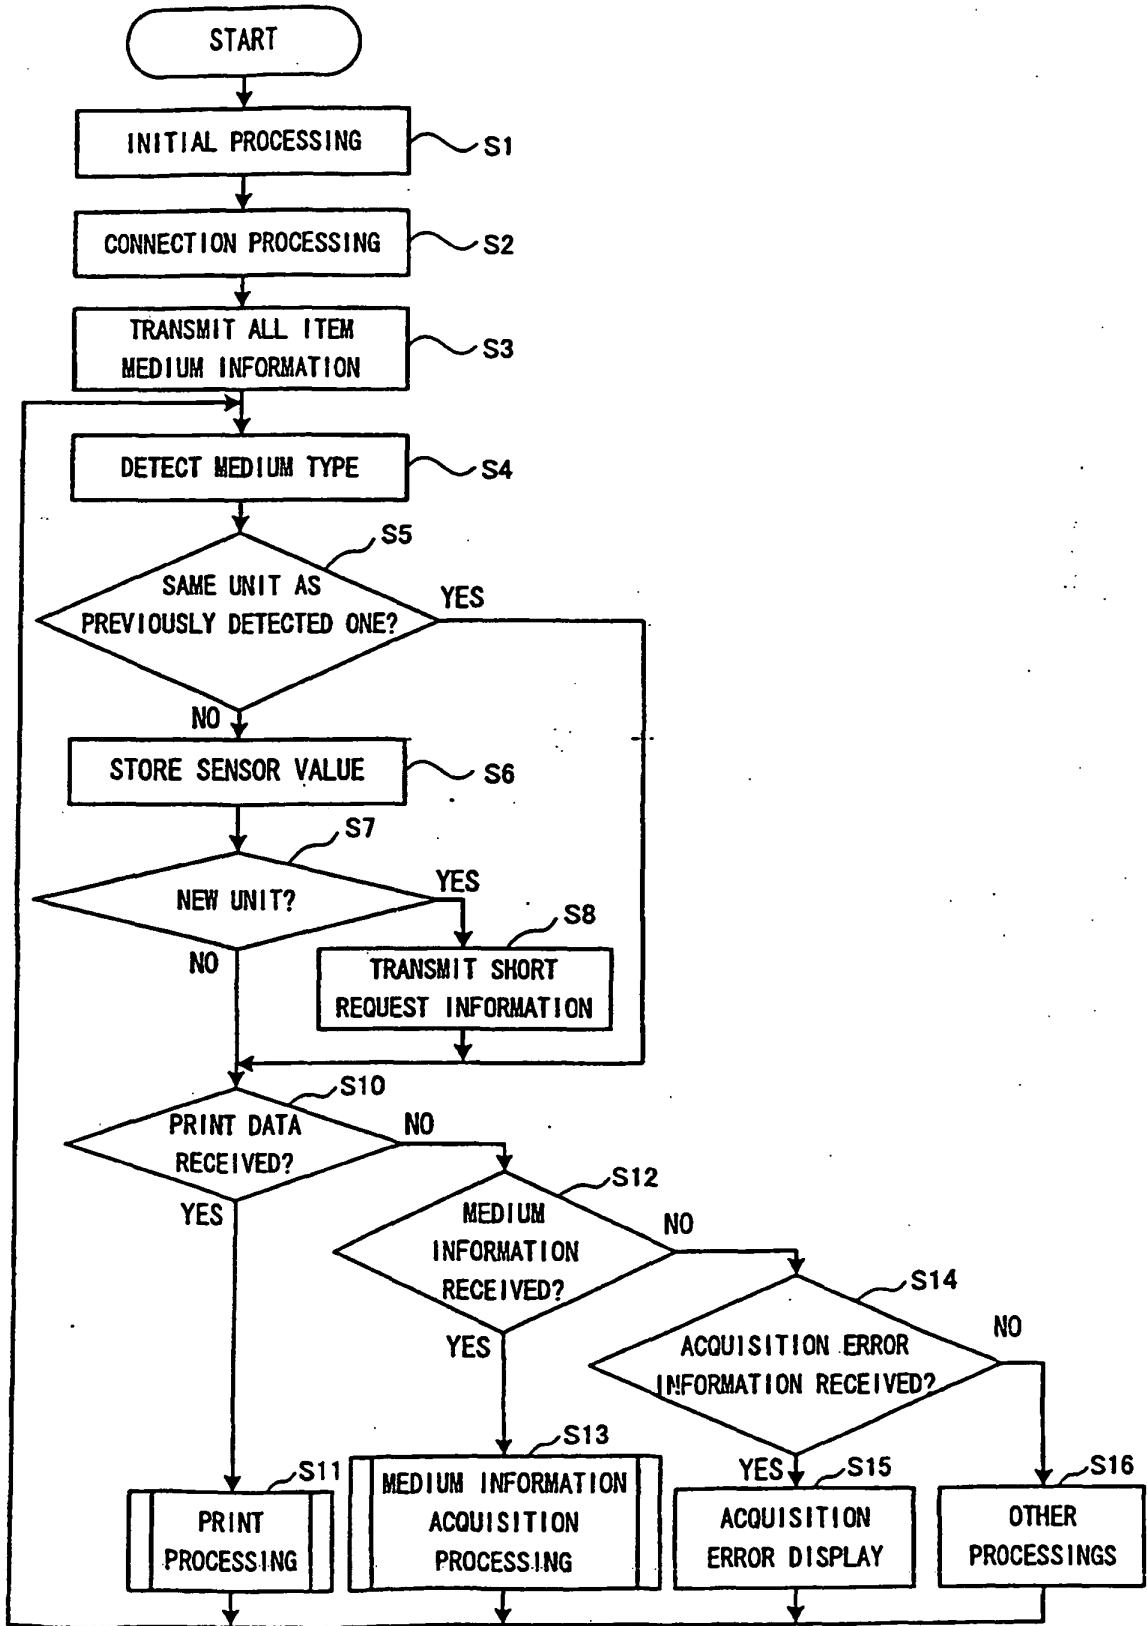 START
INITIAL PROCESSING
S1
CONNECTION PROCESSING
S2
TRANSMIT ALL ITEM
MEDIUM INFORMATION
S3
DETECT MEDIUM TYPE
S4
S5
SAME UNIT AS
PREVIOUSLY DETECTED ONE?
YES
NO
STORE SENSOR VALUE
S6
S7
NEW UNIT?
YES
NO
S8
TRANSMIT SHORT
REQUEST INFORMATION
S10
PRINT DATA
RECEIVED?
NO
YES
S12
MEDIUM
INFORMATION
RECEIVED?
NO
YES
S14
ACQUISITION ERROR
INFORMATION RECEIVED?
NO
YES
S11
PRINT
PROCESSING
S13
MEDIUM INFORMATION
ACQUISITION
PROCESSING
S15
ACQUISITION
ERROR DISPLAY
S16
OTHER
PROCESSINGS